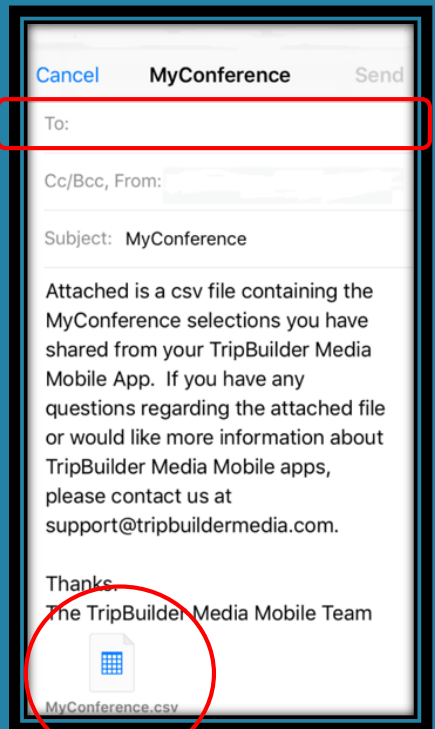 Cancel MyConference Send
To:
Cc/Bcc, From:
Subject: MyConference
Attached is a csv file containing the
MyConference selections you have
shared from your TripBuilder Media
Mobile App. If you have any
questions regarding the attached file
or would like more information about
TripBuilder Media Mobile apps,
please contact us at
support@tripbuildermedia.com.
Thanks.
The TripBuilder Media Mobile Team
MyConference.csv